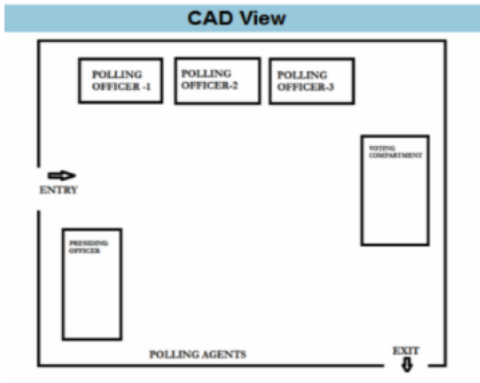 CAD View
POLLING
OFFICER -1
POLLING
OFFICER-2
POLLING
OFFICER-3
VOTING
COMPARTMENT
ENTRY
PRESIDING
OFFICER
POLLING AGENTS
EXIT